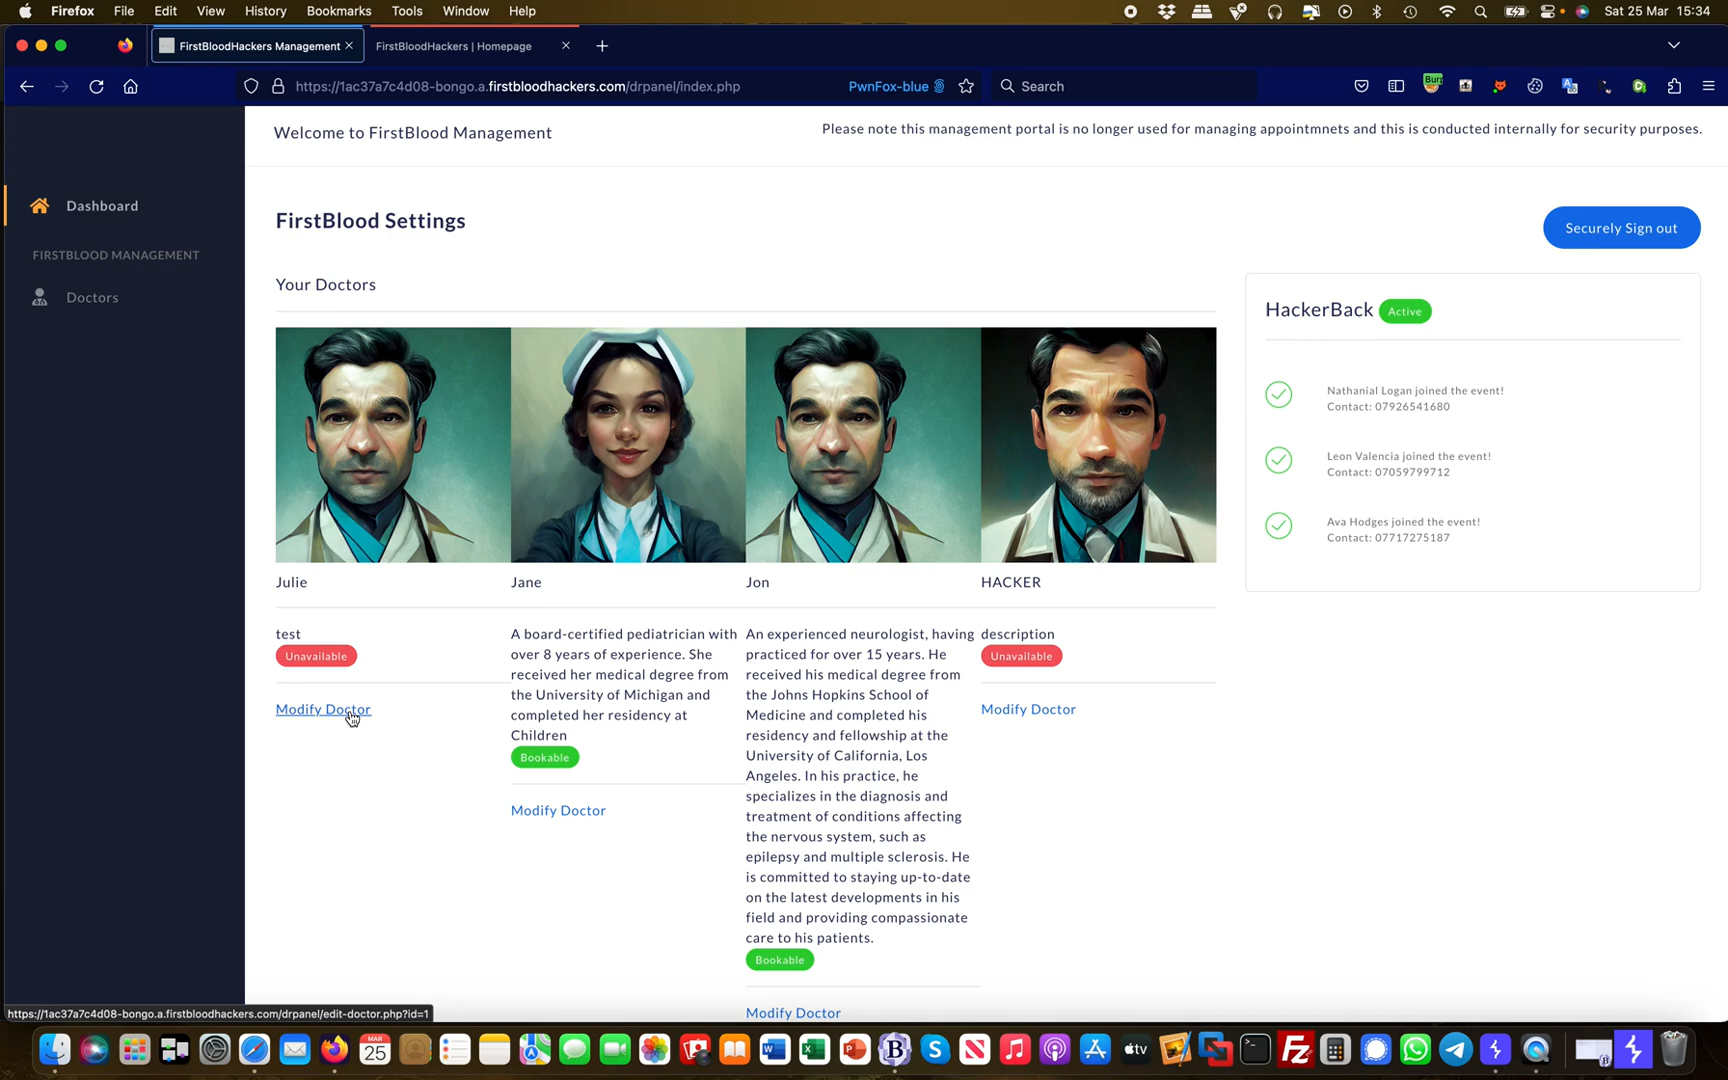 Firefox File Edit View History Bookmarks Tools Window Help Sat 25 Mar 15:34
FirstBloodHackers Management
FirstBloodHackers | Homepage
https://1ac37a7c4d08-bongo.a.firstbloodhackers.com/drpanel/index.php
PwnFox-blue
Search
Burp
Welcome to FirstBlood Management
Please note this management portal is no longer used for managing appointmnets and this is conducted internally for security purposes.
Dashboard
FIRSTBLOOD MANAGEMENT
Doctors
FirstBlood Settings
Securely Sign out
Your Doctors
Julie
test
Unavailable
Modify Doctor
Jane
A board-certified pediatrician with
over 8 years of experience. She
received her medical degree from
the University of Michigan and
completed her residency at
Children
Bookable
Modify Doctor
Jon
An experienced neurologist, having
practiced for over 15 years. He
received his medical degree from
the Johns Hopkins School of
Medicine and completed his
residency and fellowship at the
University of California, Los
Angeles. In his practice, he
specializes in the diagnosis and
treatment of conditions affecting
the nervous system, such as
epilepsy and multiple sclerosis. He
is committed to staying up-to-date
on the latest developments in his
field and providing compassionate
care to his patients.
Bookable
Modify Doctor
HACKER
description
Unavailable
Modify Doctor
HackerBack Active
Nathanial Logan joined the event!
Contact: 07926541680
Leon Valencia joined the event!
Contact: 07059799712
Ava Hodges joined the event!
Contact: 07717275187
https://1ac37a7c4d08-bongo.a.firstbloodhackers.com/drpanel/edit-doctor.php?id=1
MAR
25
tv